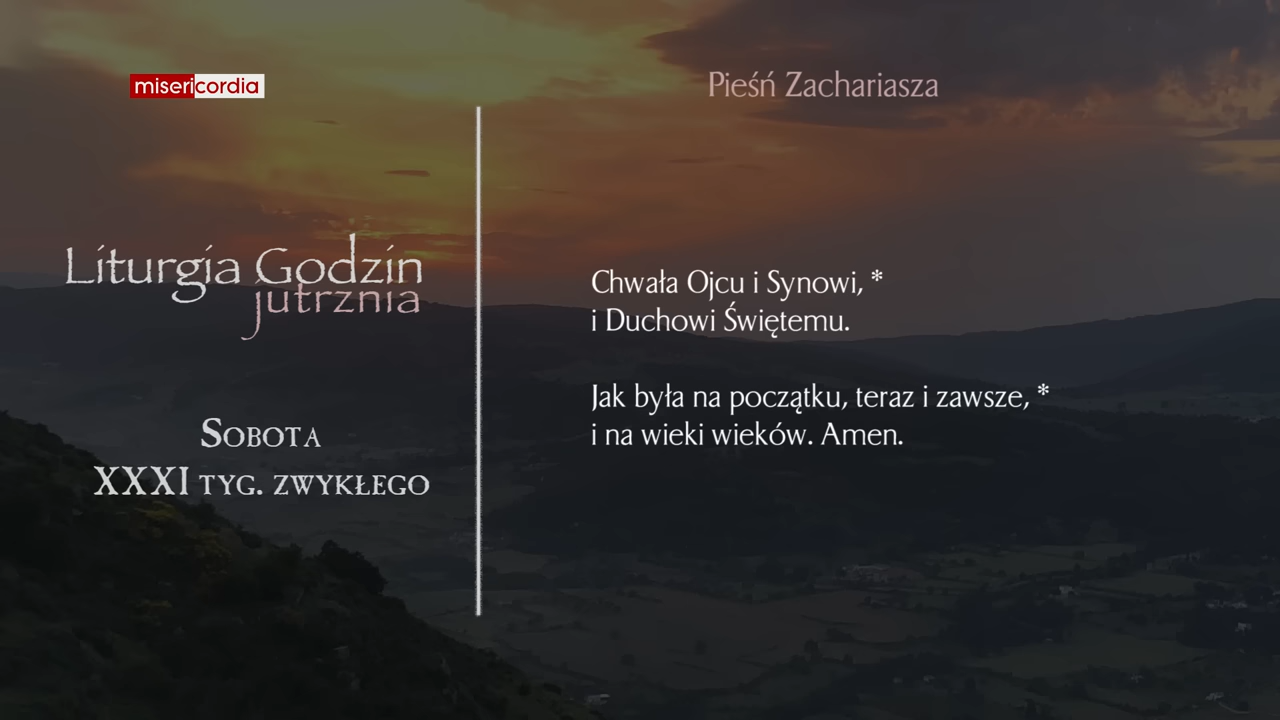 misericordia
Liturgia Godzin
jutrznia
Sobota
XXXI tyg. zwykłego
Pieśń Zachariasza
Chwała Ojcu i Synowi, *
i Duchowi Świętemu.
Jak była na początku, teraz i zawsze, *
i na wieki wieków. Amen.